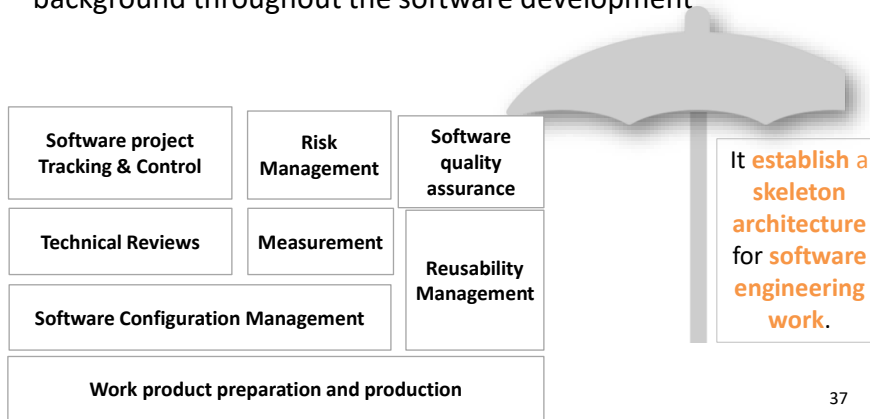 background throughout the software development
Software project
Tracking & Control
Risk
Management
Software
quality
assurance
Technical Reviews
Measurement
Reusability
Management
Software Configuration Management
Work product preparation and production
It establish a
skeleton
architecture
for software
engineering
work.
37